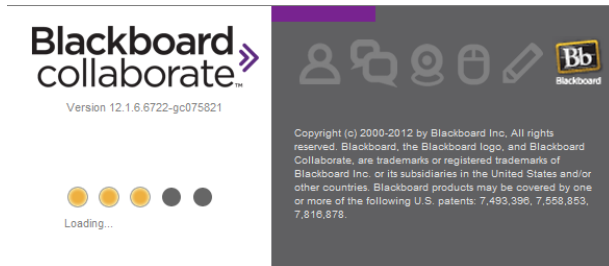 Blackboard
collaborate™
Version 12.1.6.6722-gc075821
Loading...
Bb
Blackboard
Copyright (c) 2000-2012 by Blackboard Inc, All rights
reserved. Blackboard, the Blackboard logo, and Blackboard
Collaborate, are trademarks or registered trademarks of
Blackboard Inc. or its subsidiaries in the United States and/or
other countries. Blackboard products may be covered by one
or more of the following U.S. patents: 7,493,396, 7,558,853,
7,816,878.